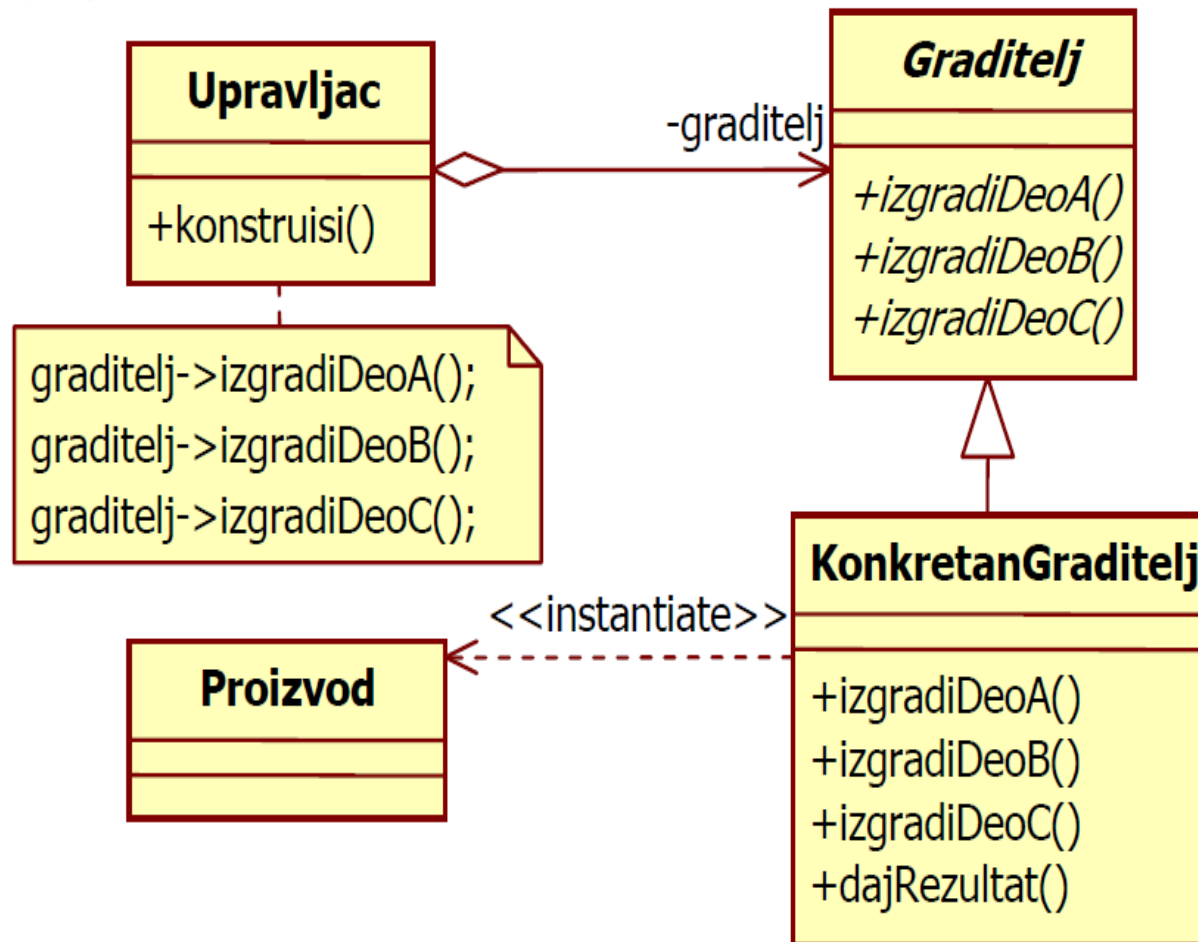 Upravljac
+konstruisi()
graditelj->izgradiDeoA();
graditelj->izgradiDeoB();
graditelj->izgradiDeoC();
-graditelj
Graditelj
+izgradiDeoA()
+izgradiDeoB()
+izgradiDeoC()
<<instantiate>>
Proizvod
KonkretanGraditelj
+izgradiDeoA()
+izgradiDeoB()
+izgradiDeoC()
+dajRezultat()